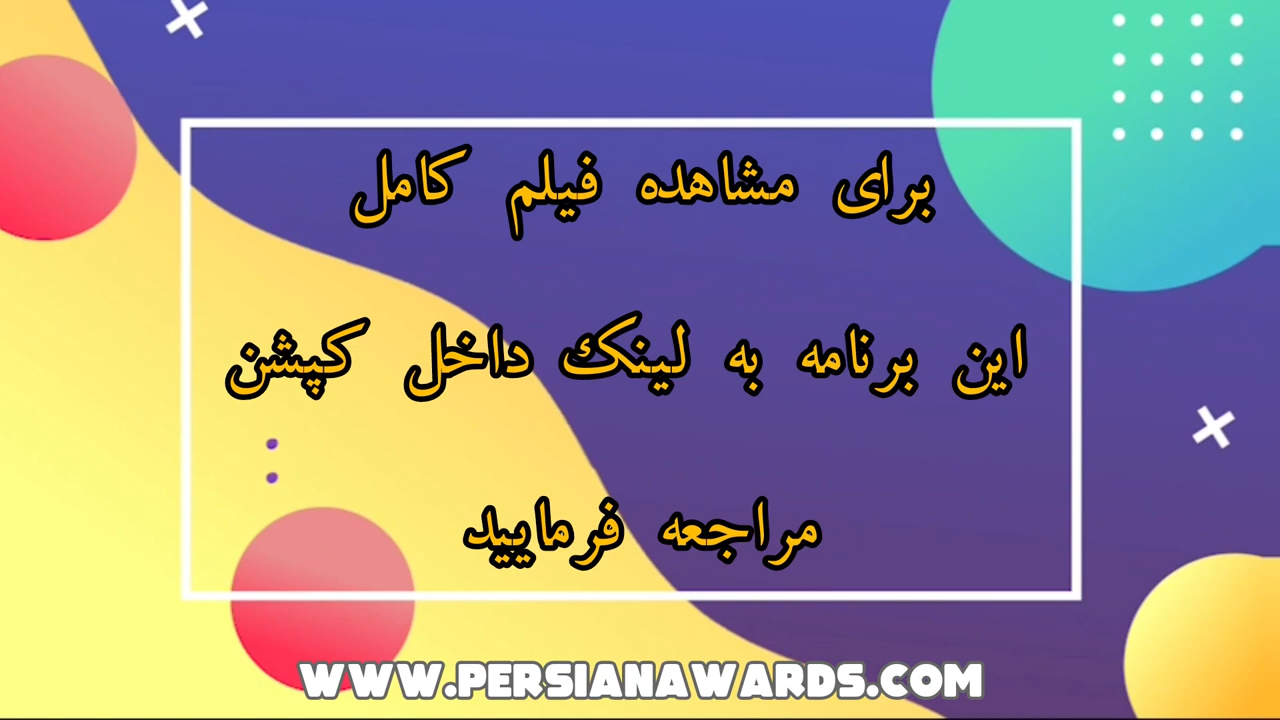 برای مشاهده فیلم کامل
این برنامه به لینک داخل کپشن
مراجعه فرمایید
WWW.PERSIANAWARDS.COM